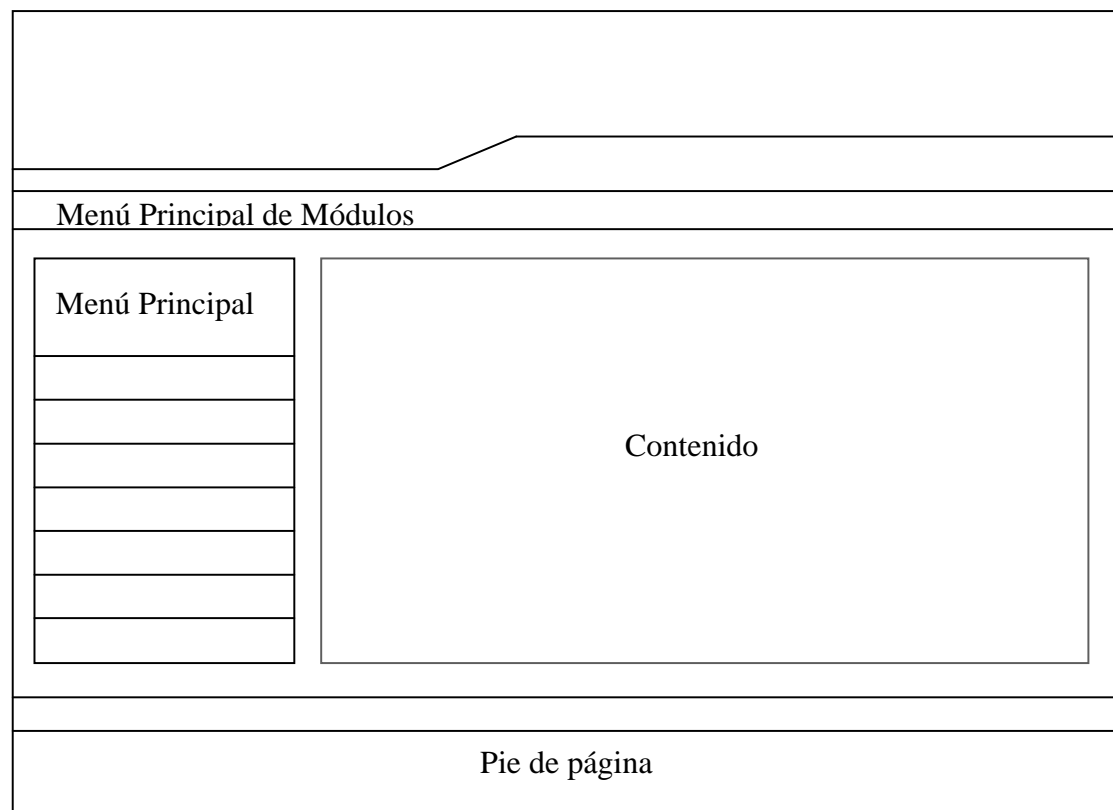 Menú Principal de Módulos
Menú Principal
Contenido
Pie de página